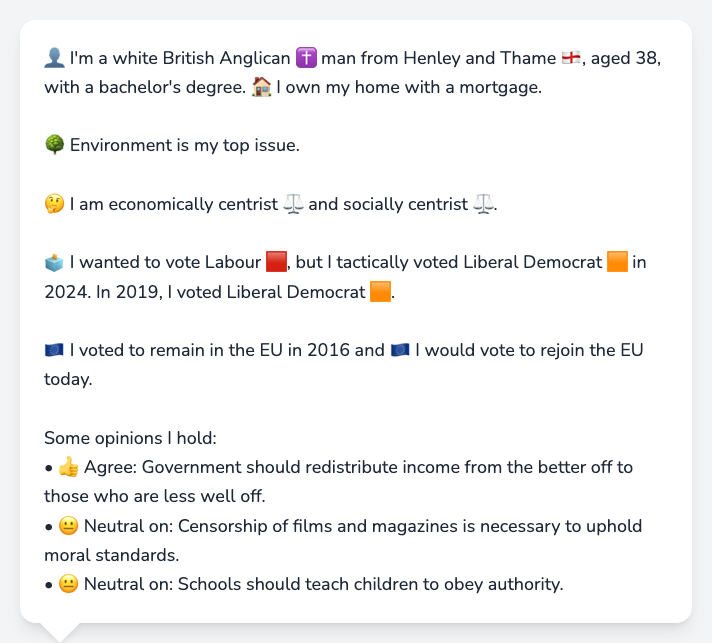 👤 I'm a white British Anglican ✝️ man from Henley and Thame 🏴󠁧󠁢󠁥󠁮󠁧󠁿, aged 38,
with a bachelor's degree. 🏠 I own my home with a mortgage.
🌳 Environment is my top issue.
🤔 I am economically centrist ⚖️ and socially centrist ⚖️.
🗳️ I wanted to vote Labour 🟥, but I tactically voted Liberal Democrat 🟧 in
2024. In 2019, I voted Liberal Democrat 🟧.
🇪🇺 I voted to remain in the EU in 2016 and 🇪🇺 I would vote to rejoin the EU
today.
Some opinions I hold:
• 👍 Agree: Government should redistribute income from the better off to
those who are less well off.
• 😐 Neutral on: Censorship of films and magazines is necessary to uphold
moral standards.
• 😐 Neutral on: Schools should teach children to obey authority.